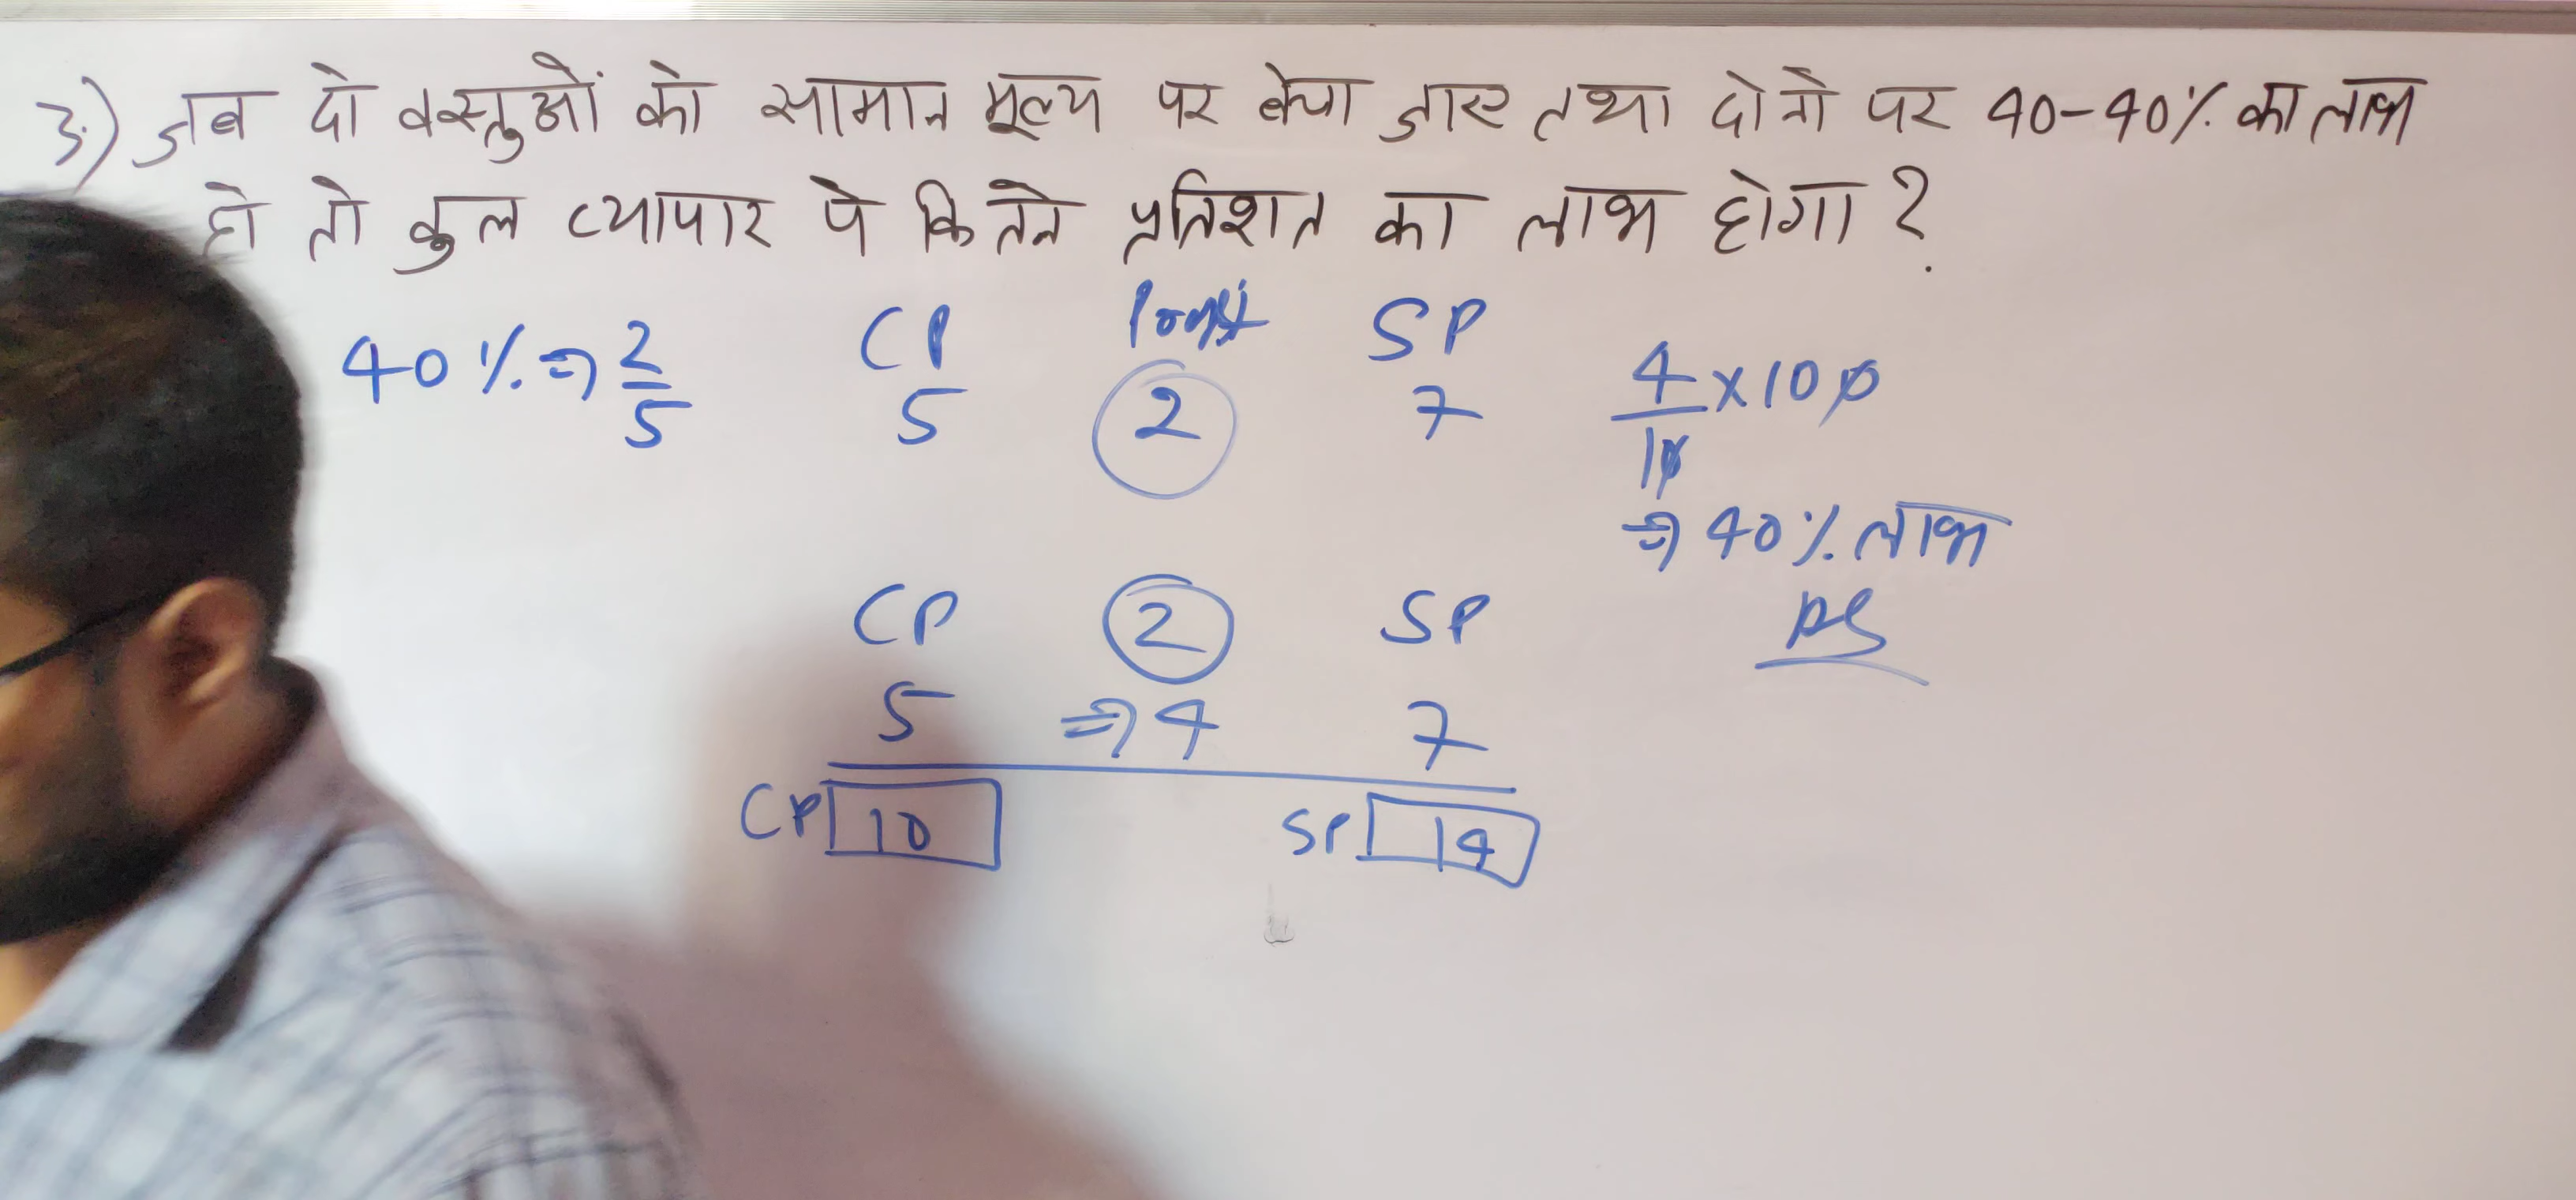 3.) जब दो वस्तुओं को सामान मूल्य पर बेचा जाए तथा दोनो पर 40-40% का लाभ
हो तो कुल व्यापार पे कितने प्रतिशत का लाभ होगा ?
40% ⇒ 2/5
CP SP
5 2 7
4/10 × 100
⇒ 40% लाभ
CP 2 SP
5 ⇒ 4 7
CP 10 SP 14